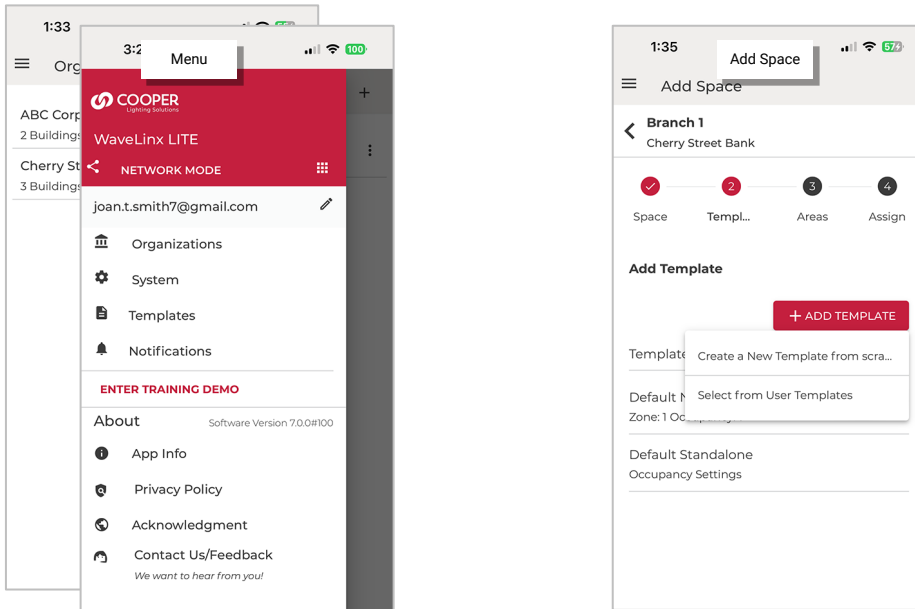 1:33
Org
ABC Corp
2 Buildings
Cherry St
3 Buildings
3:2
100
Menu
COOPER
Lighting Solutions
WaveLinx LITE
NETWORK MODE
joan.t.smith7@gmail.com
Organizations
System
Templates
Notifications
ENTER TRAINING DEMO
About
Software Version 7.0.0#100
App Info
Privacy Policy
Acknowledgment
Contact Us/Feedback
We want to hear from you!
1:35
57
Add Space
Add Space
Branch 1
Cherry Street Bank
2
3
4
Space
Templ...
Areas
Assign
Add Template
+ ADD TEMPLATE
Create a New Template from scra...
Select from User Templates
Template
Default
Zone: 1
Default Standalone
Occupancy Settings